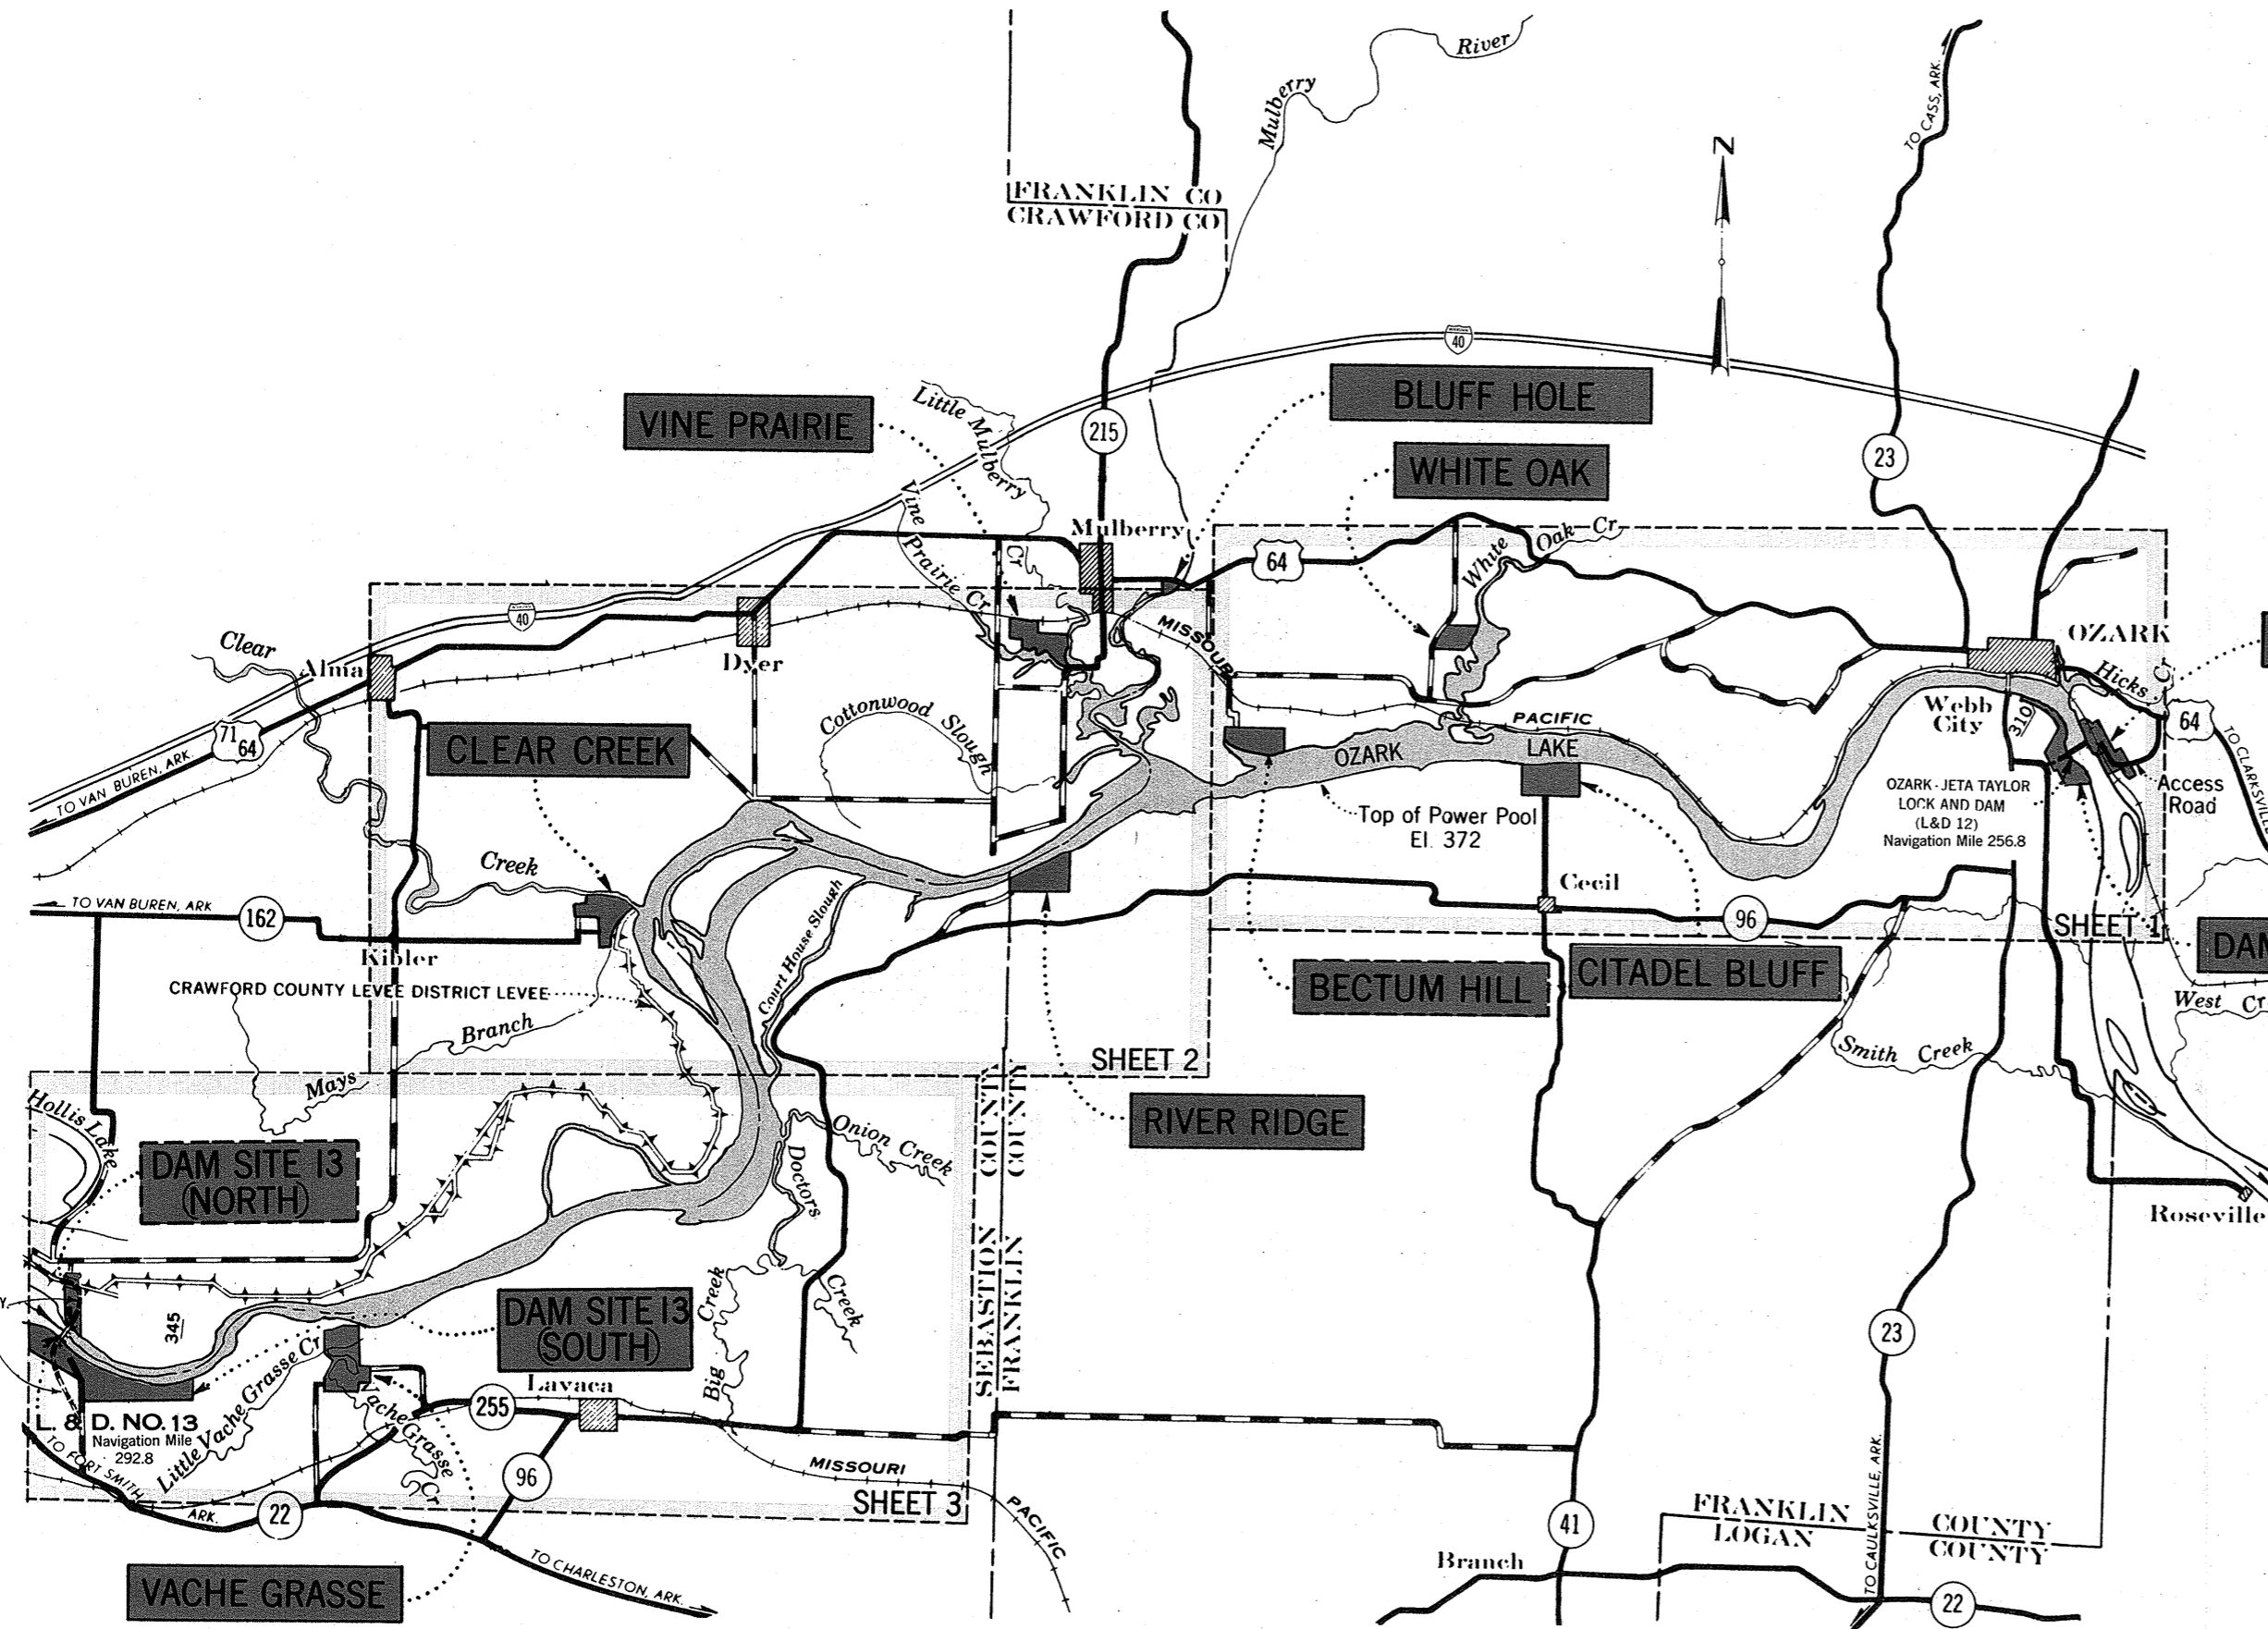 River
Mulberry
TO CASS, ARK.
N
FRANKLIN CO
CRAWFORD CO
40
BLUFF HOLE
VINE PRAIRIE
Little Mulberry
Cr
215
23
WHITE OAK
Vine Prairie Cr
Mulberry
64
White Oak Cr
40
MISSOURI
PACIFIC
Clear
Alma
Dyer
OZARK
Hicks Cr
Webb
City
310
64
TO CLARKSVILLE
71
64
TO VAN BUREN, ARK.
CLEAR CREEK
Cottonwood Slough
OZARK
LAKE
Top of Power Pool
El. 372
OZARK-JETA TAYLOR
LOCK AND DAM
(L&D 12)
Navigation Mile 256.8
Access
Road
Creek
Cecil
TO VAN BUREN, ARK
162
Kibler
Court House Slough
96
SHEET 1
DAM
BECTUM HILL
CITADEL BLUFF
CRAWFORD COUNTY LEVEE DISTRICT LEVEE
West Cr
Branch
Mays
SHEET 2
Smith Creek
Hollis Lake
RIVER RIDGE
Onion Creek
Doctors
Creek
DAM SITE 13
(NORTH)
Roseville
SEBASTION COUNTY
FRANKLIN COUNTY
Big Creek
345
DAM SITE 13
(SOUTH)
23
Lavaca
255
L. & D. NO. 13
Navigation Mile
292.8
Little Vache Grasse Cr
Vache Grasse Cr
TO FORT SMITH
ARK.
22
96
MISSOURI
PACIFIC
SHEET 3
41
FRANKLIN COUNTY
LOGAN COUNTY
Branch
TO CAULKSVILLE, ARK.
22
VACHE GRASSE
TO CHARLESTON, ARK.